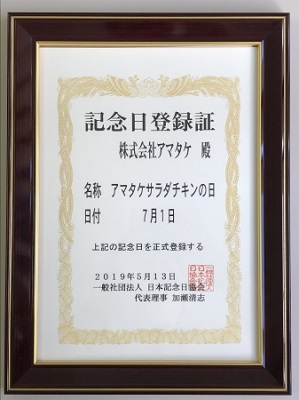 記念日登録証
株式会社アマタケ 殿
名称 アマタケサラダチキンの日
日付 7月1日
上記の記念日を正式登録する
2019年5月13日
一般社団法人 日本記念日協会
代表理事 加瀬清志